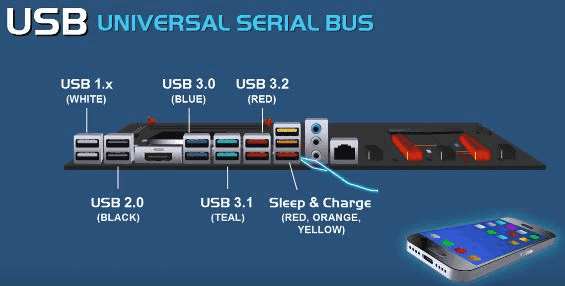 USB UNIVERSAL SERIAL BUS
USB 1.x
(WHITE)
USB 3.0
(BLUE)
USB 3.2
(RED)
USB 2.0
(BLACK)
USB 3.1
(TEAL)
Sleep & Charge
(RED, ORANGE,
YELLOW)